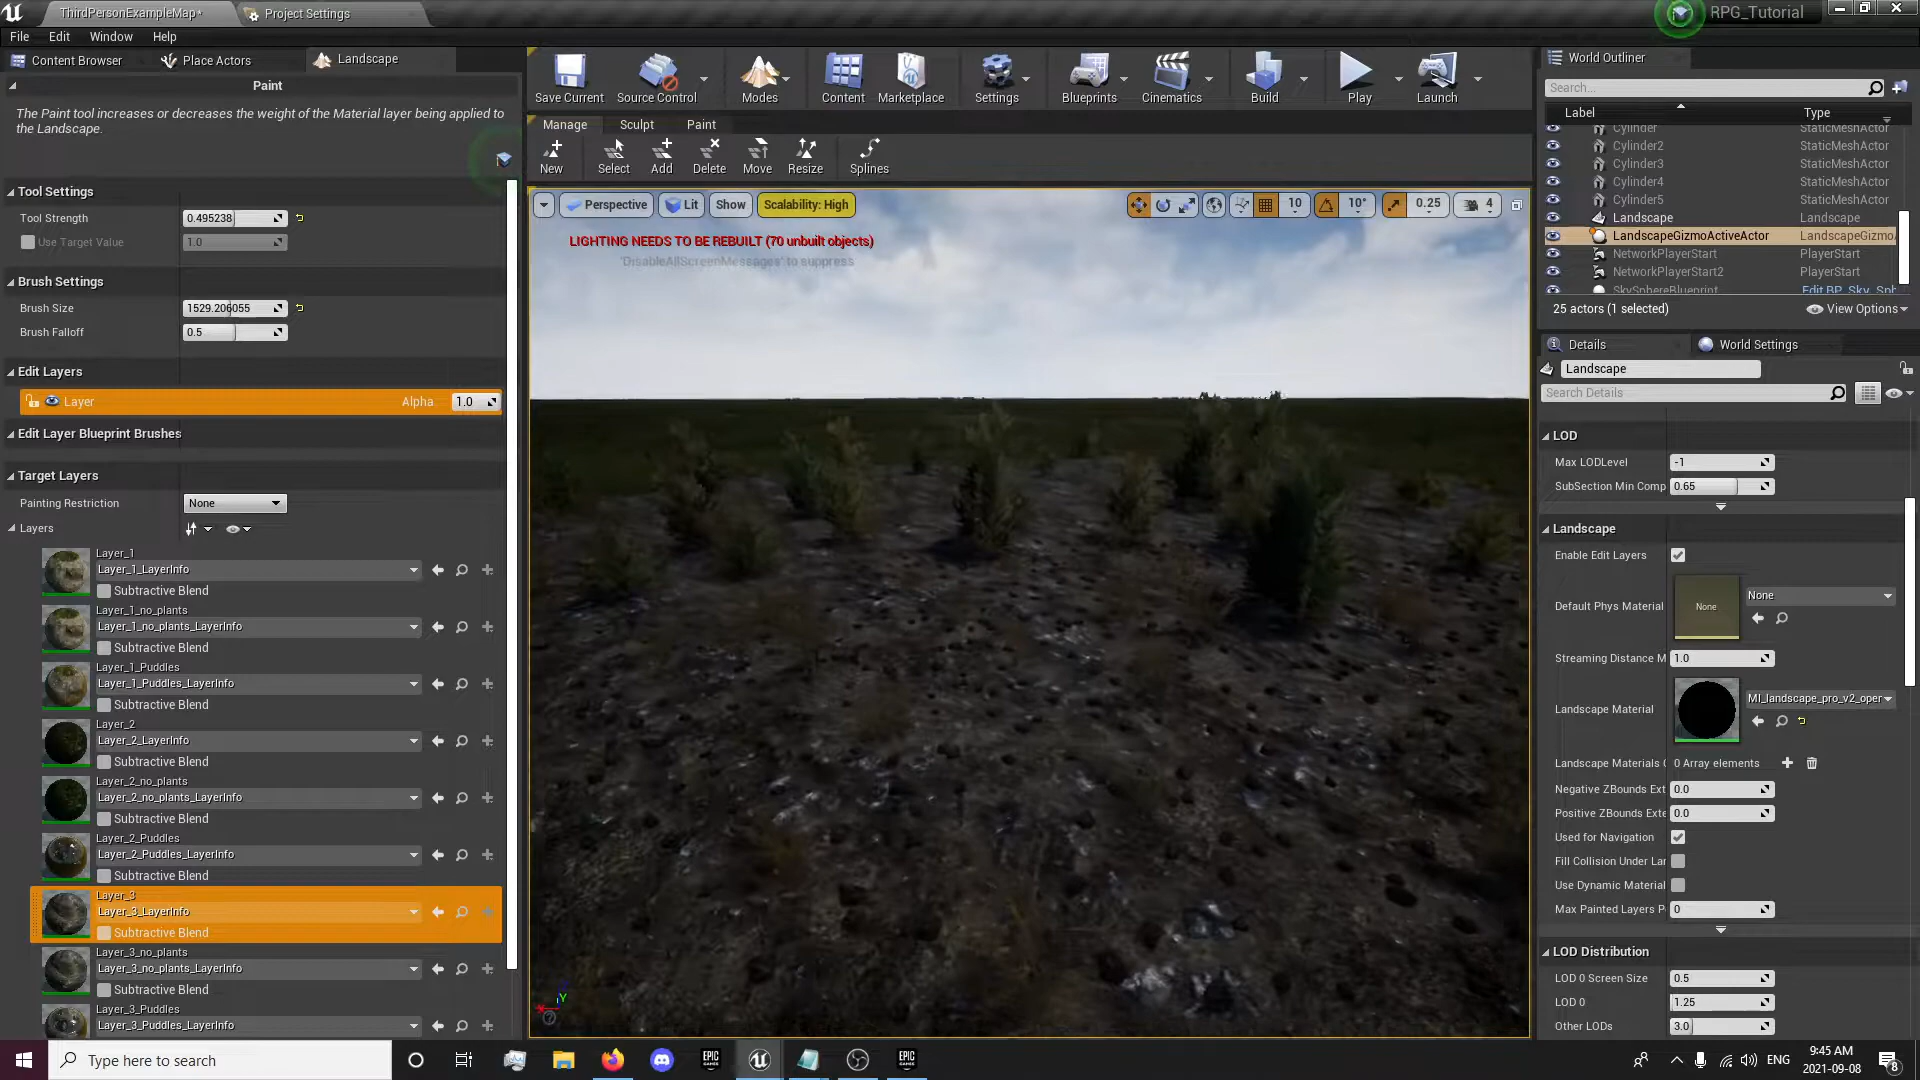 ThirdPersonExampleMap*
Project Settings
RPG_Tutorial
File Edit Window Help
Content Browser
Place Actors
Landscape
Paint
The Paint tool increases or decreases the weight of the Material layer being applied to
the Landscape.
Tool Settings
Tool Strength 0.495238
Use Target Value 1.0
Brush Settings
Brush Size 1529.206055
Brush Falloff 0.5
Edit Layers
Layer Alpha 1.0
Edit Layer Blueprint Brushes
Target Layers
Painting Restriction None
Layers
Layer_1
Layer_1_LayerInfo
Subtractive Blend
Layer_1_no_plants
Layer_1_no_plants_LayerInfo
Subtractive Blend
Layer_1_Puddles
Layer_1_Puddles_LayerInfo
Subtractive Blend
Layer_2
Layer_2_LayerInfo
Subtractive Blend
Layer_2_no_plants
Layer_2_no_plants_LayerInfo
Subtractive Blend
Layer_2_Puddles
Layer_2_Puddles_LayerInfo
Subtractive Blend
Layer_3
Layer_3_LayerInfo
Subtractive Blend
Layer_3_no_plants
Layer_3_no_plants_LayerInfo
Subtractive Blend
Layer_3_Puddles
Layer_3_Puddles_LayerInfo
Save Current
Source Control
Modes
Content
Marketplace
Settings
Blueprints
Cinematics
Build
Play
Launch
Manage Sculpt Paint
New Select Add Delete Move Resize Splines
Perspective Lit Show Scalability: High
10 10° 0.25 4
LIGHTING NEEDS TO BE REBUILT (70 unbuilt objects)
'DisableAllScreenMessages' to suppress
Y
World Outliner
Search...
Label Type
Cylinder StaticMeshActor
Cylinder2 StaticMeshActor
Cylinder3 StaticMeshActor
Cylinder4 StaticMeshActor
Cylinder5 StaticMeshActor
Landscape Landscape
LandscapeGizmoActiveActor LandscapeGizmoA
NetworkPlayerStart PlayerStart
NetworkPlayerStart2 PlayerStart
SkySphereBlueprint Edit BP_Sky_Sph
25 actors (1 selected)
View Options
Details
World Settings
Landscape
Search Details
LOD
Max LODLevel -1
SubSection Min Comp 0.65
Landscape
Enable Edit Layers
Default Phys Material None None
Streaming Distance M 1.0
Landscape Material MI_landscape_pro_v2_oper
Landscape Materials 0 Array elements
Negative ZBounds Ext 0.0
Positive ZBounds Exte 0.0
Used for Navigation
Fill Collision Under Lan
Use Dynamic Material
Max Painted Layers P 0
LOD Distribution
LOD 0 Screen Size 0.5
LOD 0 1.25
Other LODs 3.0
Type here to search
EPIC
GAMES
EPIC
GAMES
ENG
9:45 AM
2021-09-08
8